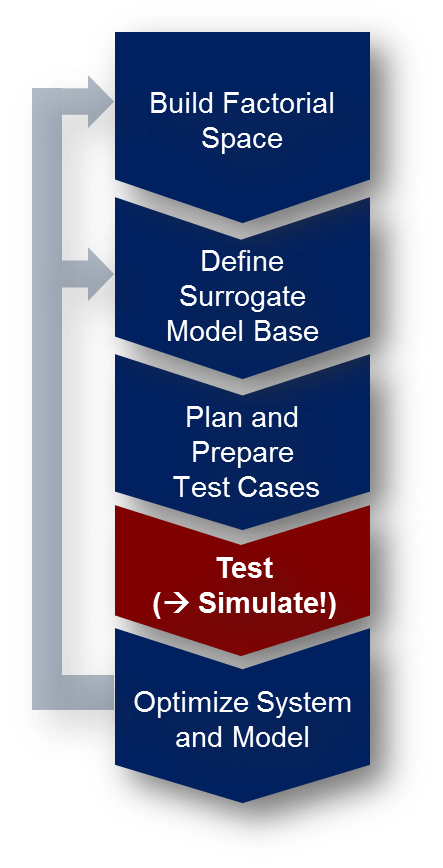 Build Factorial
Space
Define
Surrogate
Model Base
Plan and
Prepare
Test Cases
Test
(→ Simulate!)
Optimize System
and Model